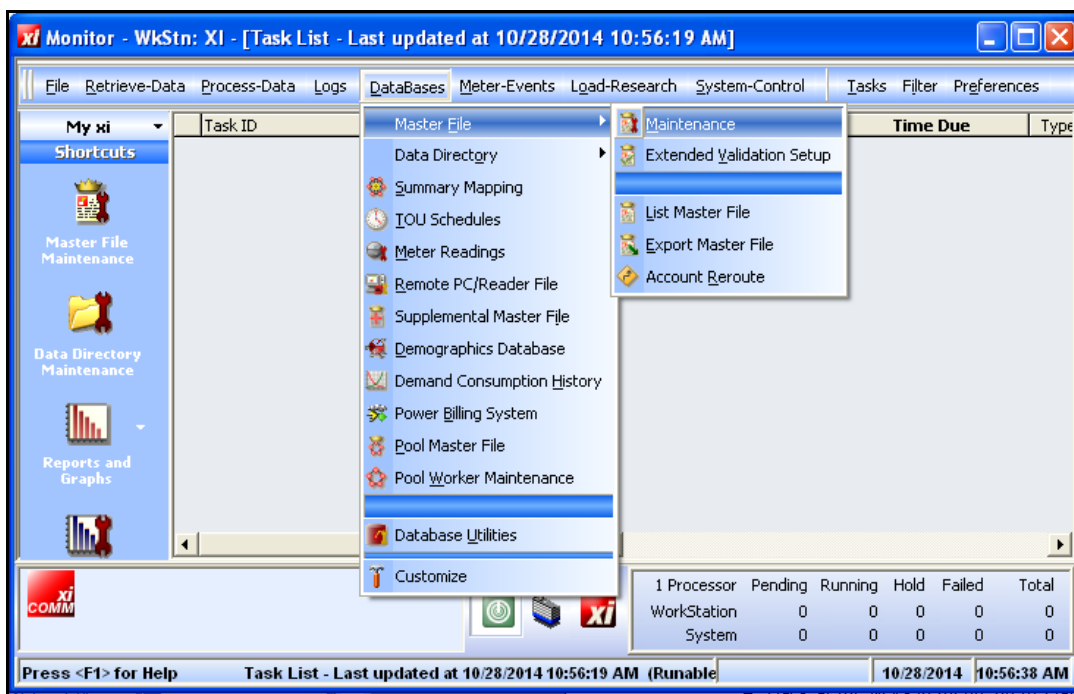 xi Monitor - WkStn: XI - [Task List - Last updated at 10/28/2014 10:56:19 AM]
File Retrieve-Data Process-Data Logs DataBases Meter-Events Load-Research System-Control Tasks Filter Preferences
My xi
Shortcuts
Master File
Maintenance
Data Directory
Maintenance
Reports and
Graphs
Task ID
Time Due
Type
Master File
Data Directory
Summary Mapping
TOU Schedules
Meter Readings
Remote PC/Reader File
Supplemental Master File
Demographics Database
Demand Consumption History
Power Billing System
Pool Master File
Pool Worker Maintenance
Database Utilities
Customize
Maintenance
Extended Validation Setup
List Master File
Export Master File
Account Reroute
xi
COMM
xi
1 Processor Pending Running Hold Failed Total
WorkStation 0 0 0 0 0
System 0 0 0 0 0
Press <F1> for Help Task List - Last updated at 10/28/2014 10:56:19 AM (Runable 10/28/2014 10:56:38 AM